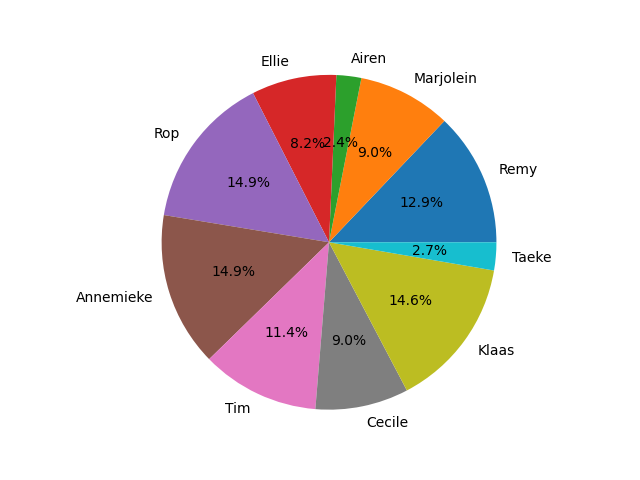 Airen
Ellie
Marjolein
Rop
Remy
8.2%
2.4%
9.0%
14.9%
12.9%
2.7%
Taeke
14.9%
Annemieke
14.6%
11.4%
9.0%
Klaas
Tim
Cecile